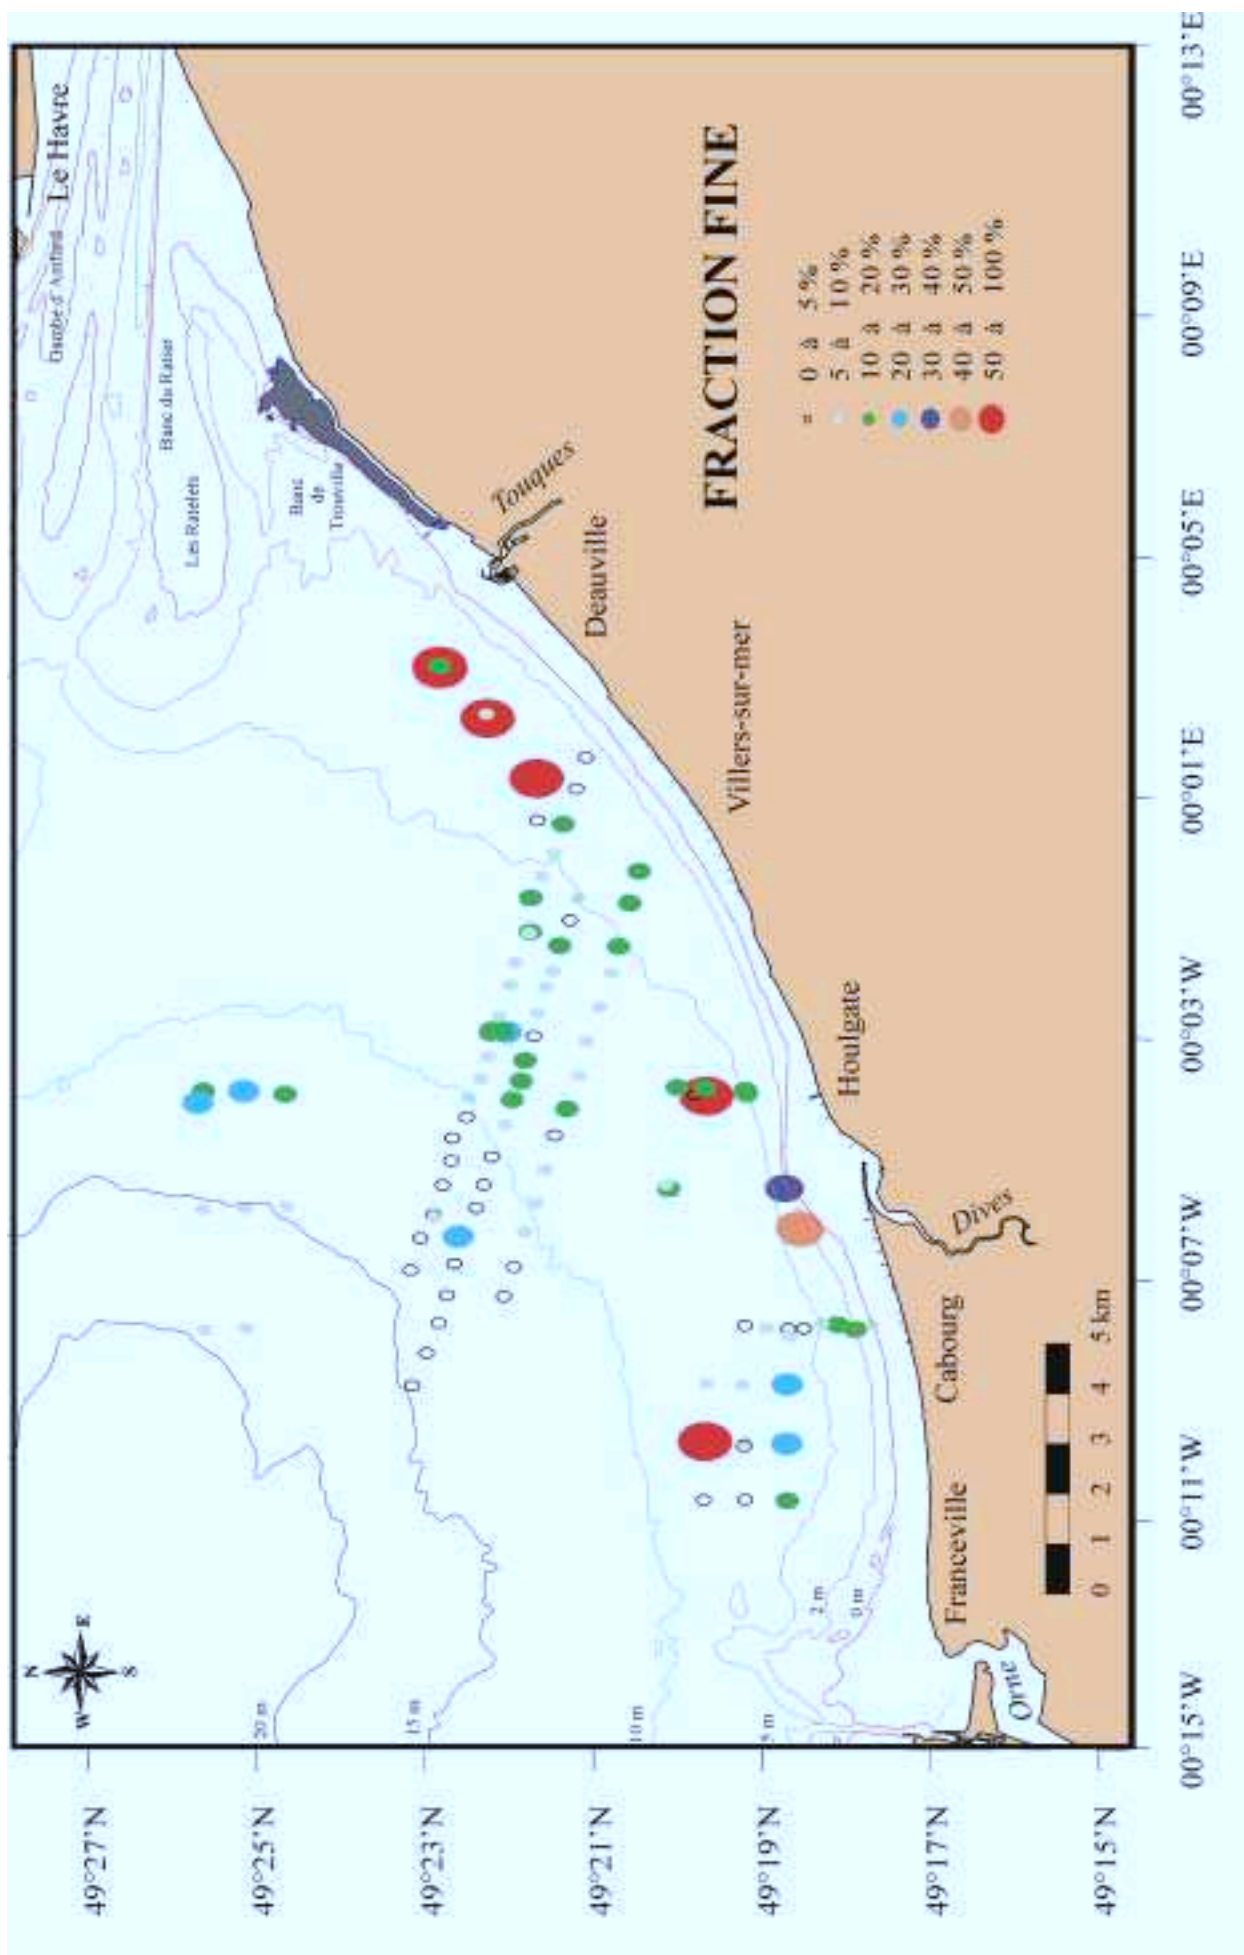 FRACTION FINE
0 à 5 %
5 à 10 %
10 à 20 %
20 à 30 %
30 à 40 %
40 à 50 %
50 à 100 %
Le Havre
Banc du Ratier
Les Ratelets
Banc
de
Trouville
Touques
Deauville
Villers-sur-mer
Houlgate
Dives
Cabourg
Franceville
Orne
N
W
E
S
20 m
15 m
10 m
5 m
2 m
0 m
0 1 2 3 4 5 km
49°27'N
49°25'N
49°23'N
49°21'N
49°19'N
49°17'N
49°15'N
00°15'W
00°11'W
00°07'W
00°03'W
00°01'E
00°05'E
00°09'E
00°13'E